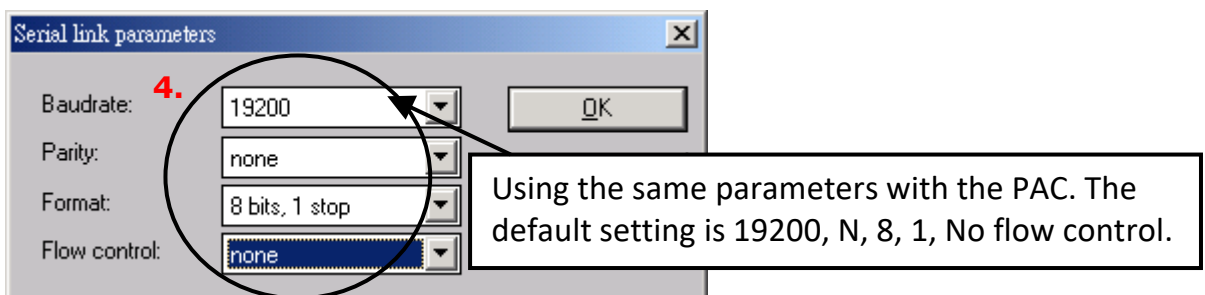 Serial link parameters
4.
Baudrate: 19200 OK
Parity: none
Format: 8 bits, 1 stop
Flow control: none
Using the same parameters with the PAC. The
default setting is 19200, N, 8, 1, No flow control.